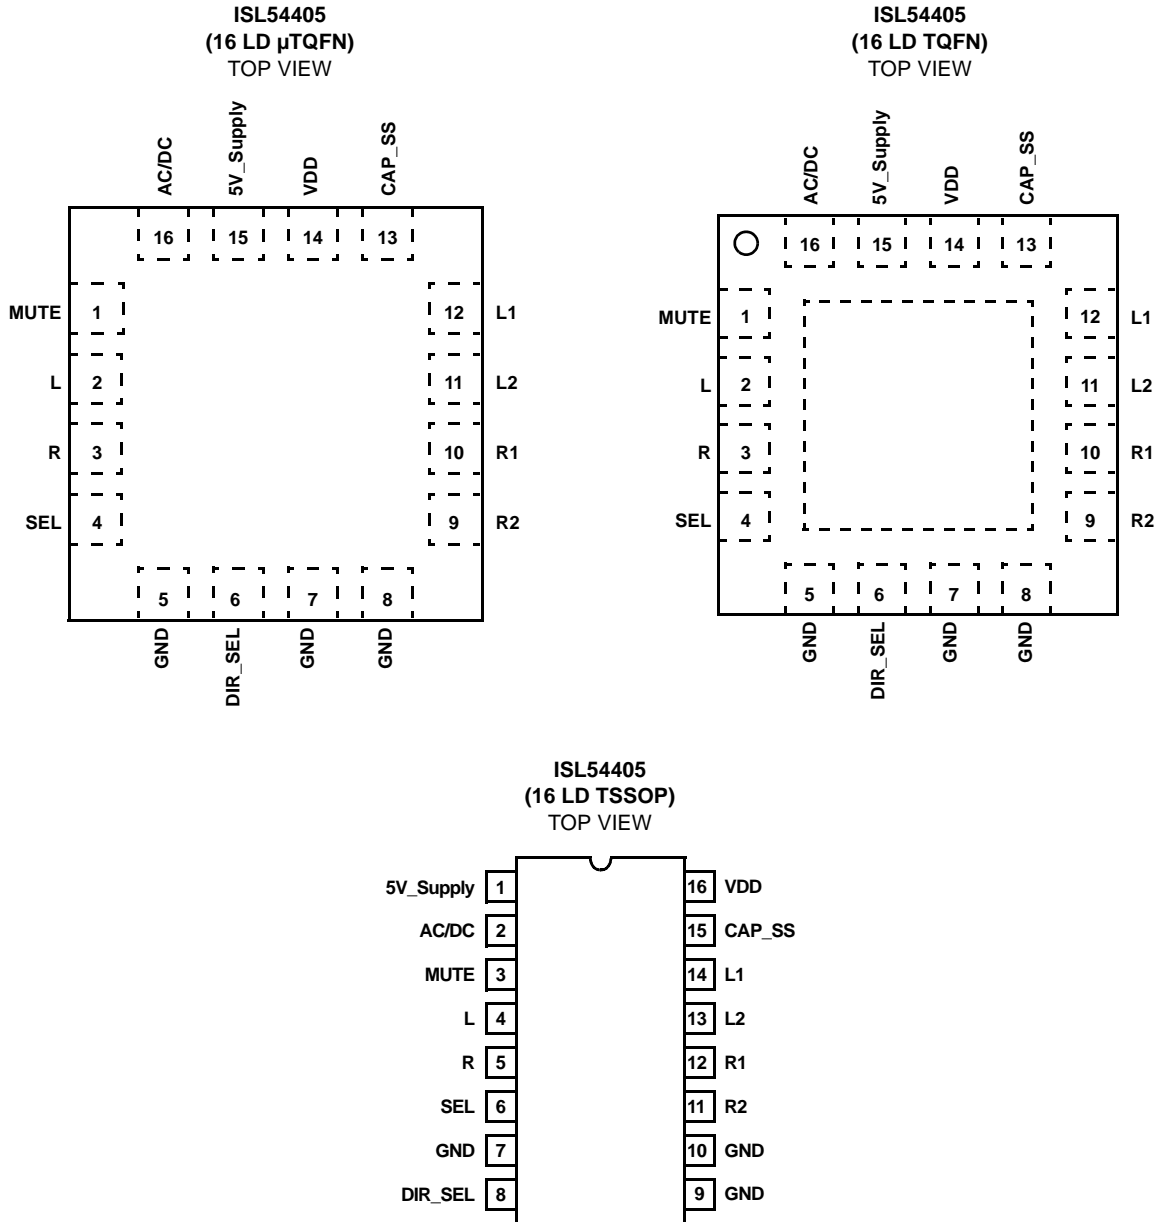 ISL54405
(16 LD µTQFN)
TOP VIEW
AC/DC
5V_Supply
VDD
CAP_SS
16 15 14 13
MUTE 1 12 L1
L 2 11 L2
R 3 10 R1
SEL 4 9 R2
5 6 7 8
GND
DIR_SEL
GND
GND
ISL54405
(16 LD TQFN)
TOP VIEW
AC/DC
5V_Supply
VDD
CAP_SS
16 15 14 13
MUTE 1 12 L1
L 2 11 L2
R 3 10 R1
SEL 4 9 R2
5 6 7 8
GND
DIR_SEL
GND
GND
ISL54405
(16 LD TSSOP)
TOP VIEW
5V_Supply 1 16 VDD
AC/DC 2 15 CAP_SS
MUTE 3 14 L1
L 4 13 L2
R 5 12 R1
SEL 6 11 R2
GND 7 10 GND
DIR_SEL 8 9 GND